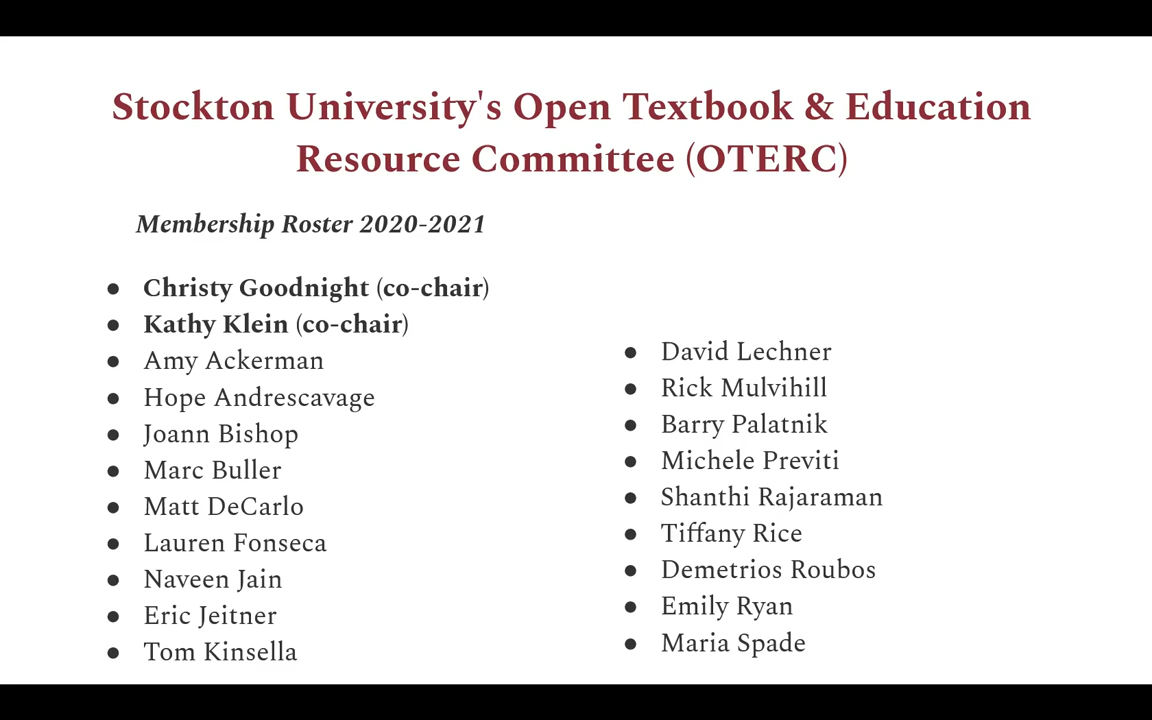 Stockton University's Open Textbook & Education
Resource Committee (OTERC)
Membership Roster 2020-2021
● Christy Goodnight (co-chair)
● Kathy Klein (co-chair)
● Amy Ackerman
● Hope Andrescavage
● Joann Bishop
● Marc Buller
● Matt DeCarlo
● Lauren Fonseca
● Naveen Jain
● Eric Jeitner
● Tom Kinsella
● David Lechner
● Rick Mulvihill
● Barry Palatnik
● Michele Previti
● Shanthi Rajaraman
● Tiffany Rice
● Demetrios Roubos
● Emily Ryan
● Maria Spade